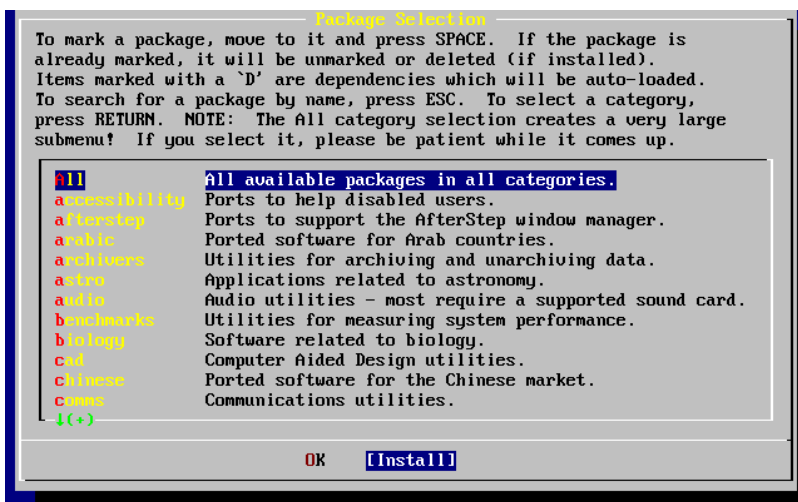 Package Selection
To mark a package, move to it and press SPACE.  If the package is
already marked, it will be unmarked or deleted (if installed).
Items marked with a `D' are dependencies which will be auto-loaded.
To search for a package by name, press ESC.  To select a category,
press RETURN.  NOTE:  The All category selection creates a very large
submenu!  If you select it, please be patient while it comes up.
All All available packages in all categories.
accessibility Ports to help disabled users.
afterstep Ports to support the AfterStep window manager.
arabic Ported software for Arab countries.
archivers Utilities for archiving and unarchiving data.
astro Applications related to astronomy.
audio Audio utilities - most require a supported sound card.
benchmarks Utilities for measuring system performance.
biology Software related to biology.
cad Computer Aided Design utilities.
chinese Ported software for the Chinese market.
comms Communications utilities.
↓(+)
OK [Install]